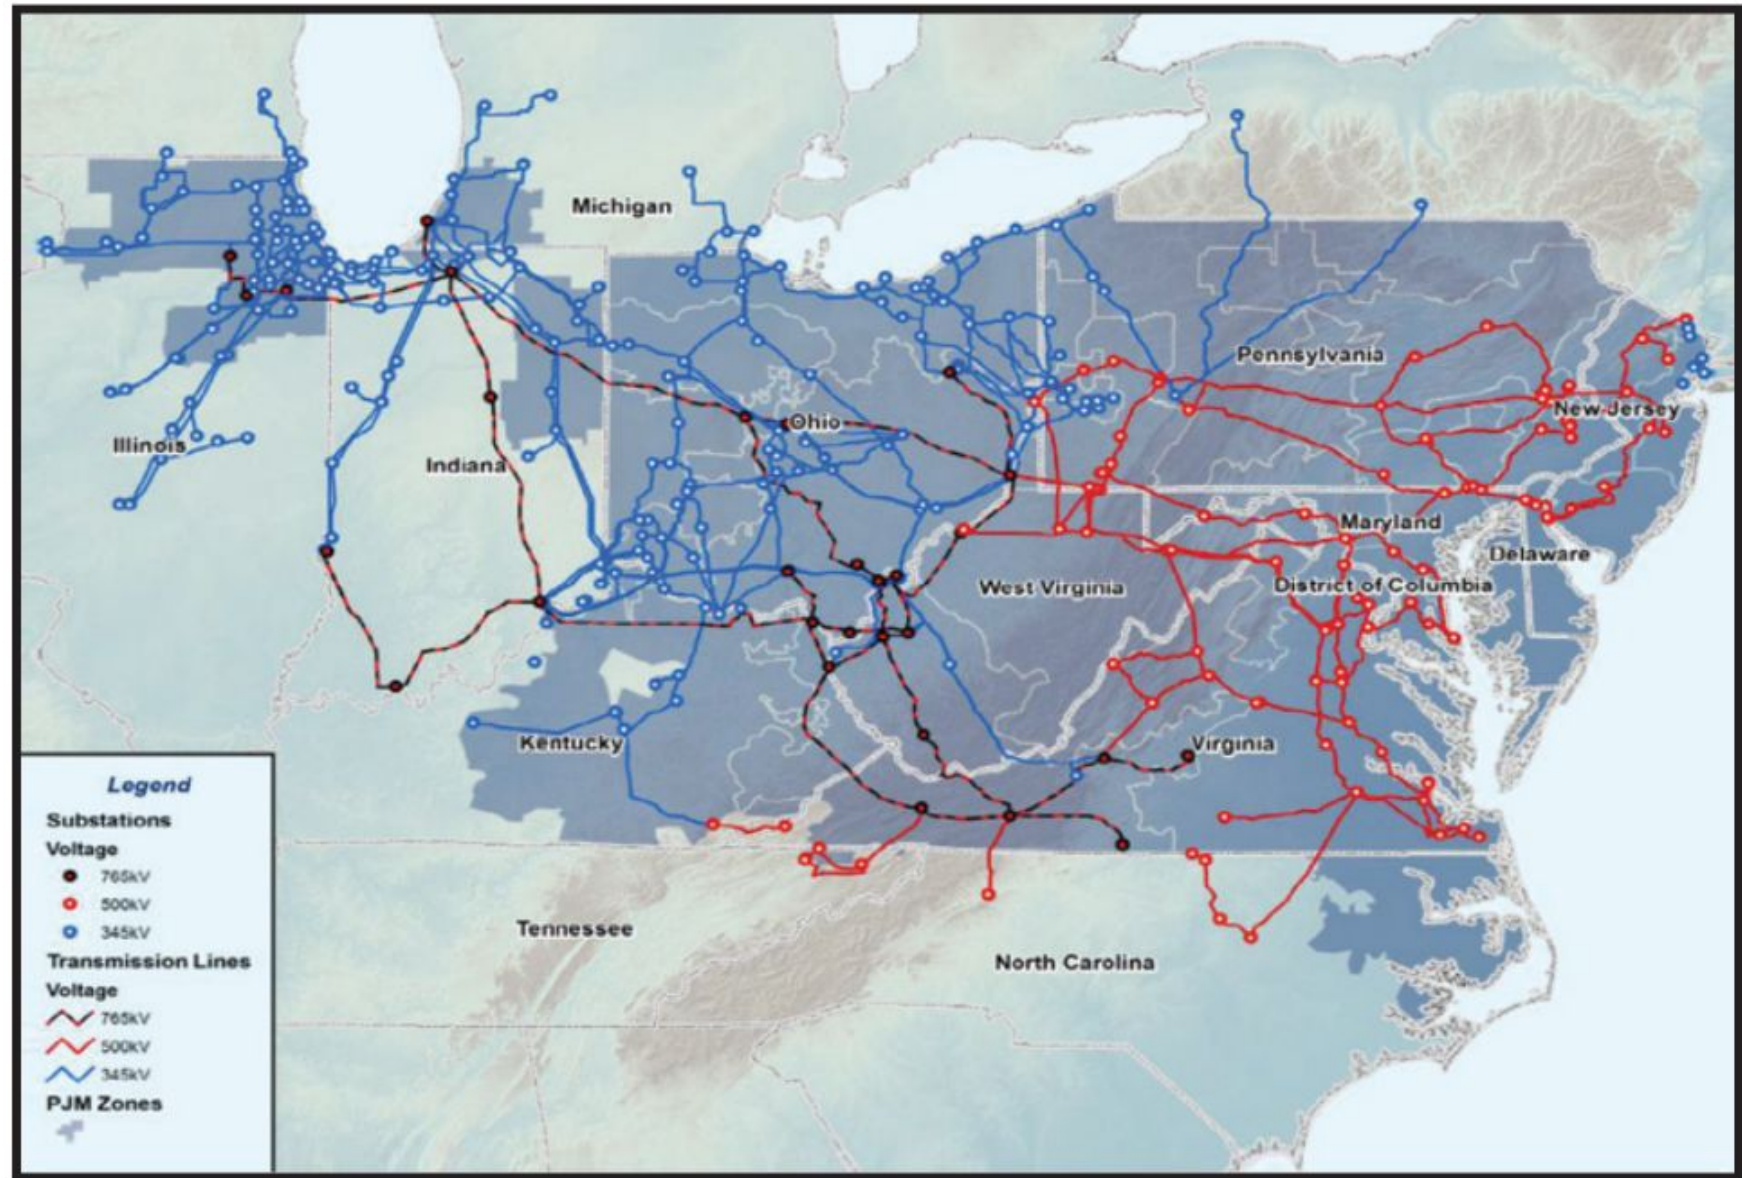 Michigan
Pennsylvania
New Jersey
Ohio
Illinois
Indiana
Maryland
Delaware
West Virginia
District of Columbia
Kentucky
Virginia
Tennessee
North Carolina
Legend
Substations
Voltage
765kV
500kV
345kV
Transmission Lines
Voltage
765kV
500kV
345kV
PJM Zones